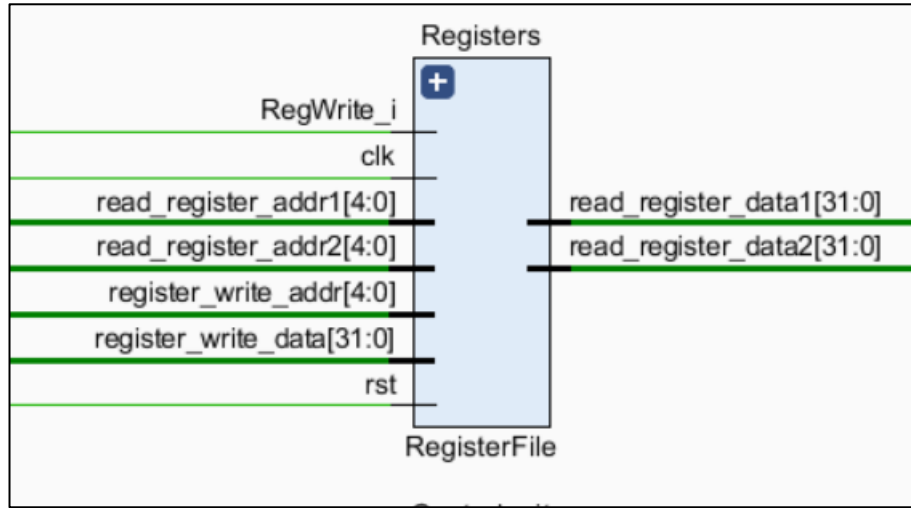 Registers
RegWrite_i
clk
read_register_addr1[4:0]
read_register_addr2[4:0]
register_write_addr[4:0]
register_write_data[31:0]
rst
read_register_data1[31:0]
read_register_data2[31:0]
RegisterFile